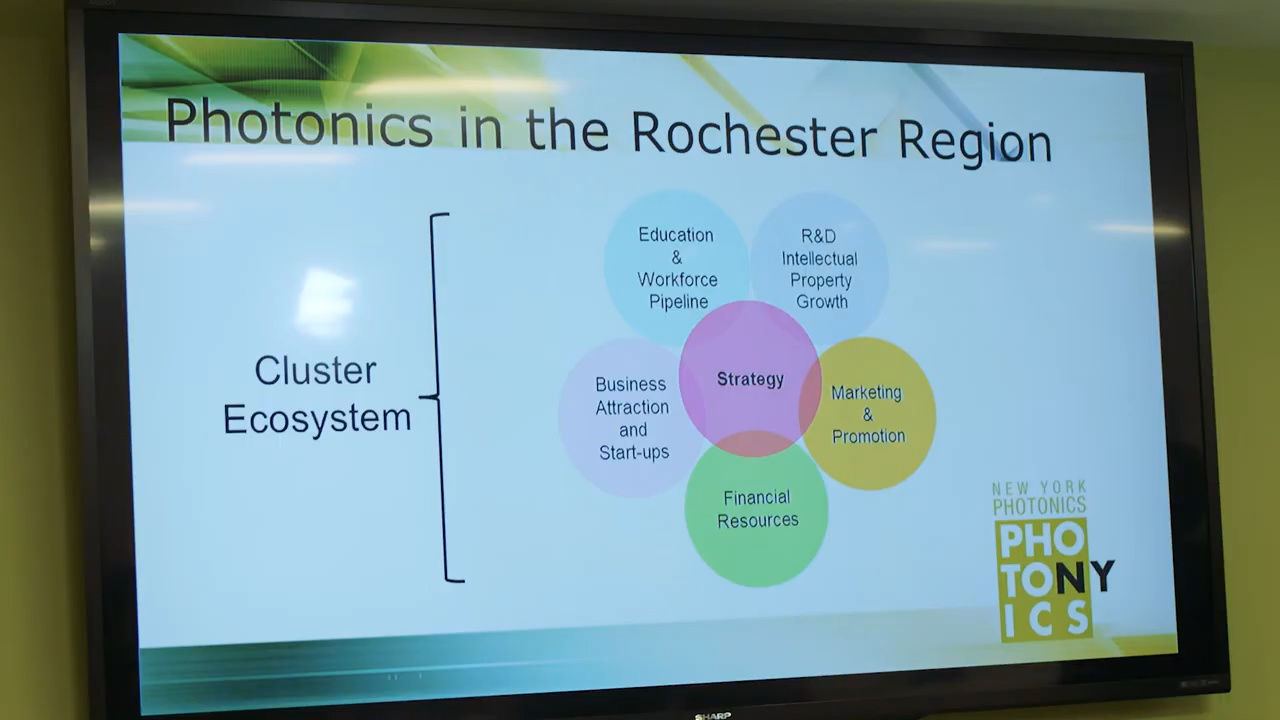 Photonics in the Rochester Region
Cluster
Ecosystem
Education
&
Workforce
Pipeline
R&D
Intellectual
Property
Growth
Strategy
Business
Attraction
and
Start-ups
Marketing
&
Promotion
Financial
Resources
NEW YORK
PHOTONICS
PHO
TONY
ICS
SHARP